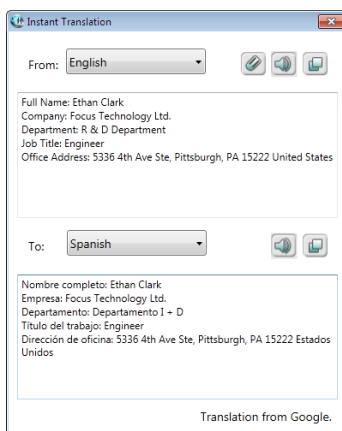 Instant Translation
From: English
Full Name: Ethan Clark
Company: Focus Technology Ltd.
Department: R & D Department
Job Title: Engineer
Office Address: 5336 4th Ave Ste, Pittsburgh, PA 15222 United States
To: Spanish
Nombre completo: Ethan Clark
Empresa: Focus Technology Ltd.
Departamento: Departamento I + D
Título del trabajo: Engineer
Dirección de oficina: 5336 4th Ave Ste, Pittsburgh, PA 15222 Estados
Unidos
Translation from Google.